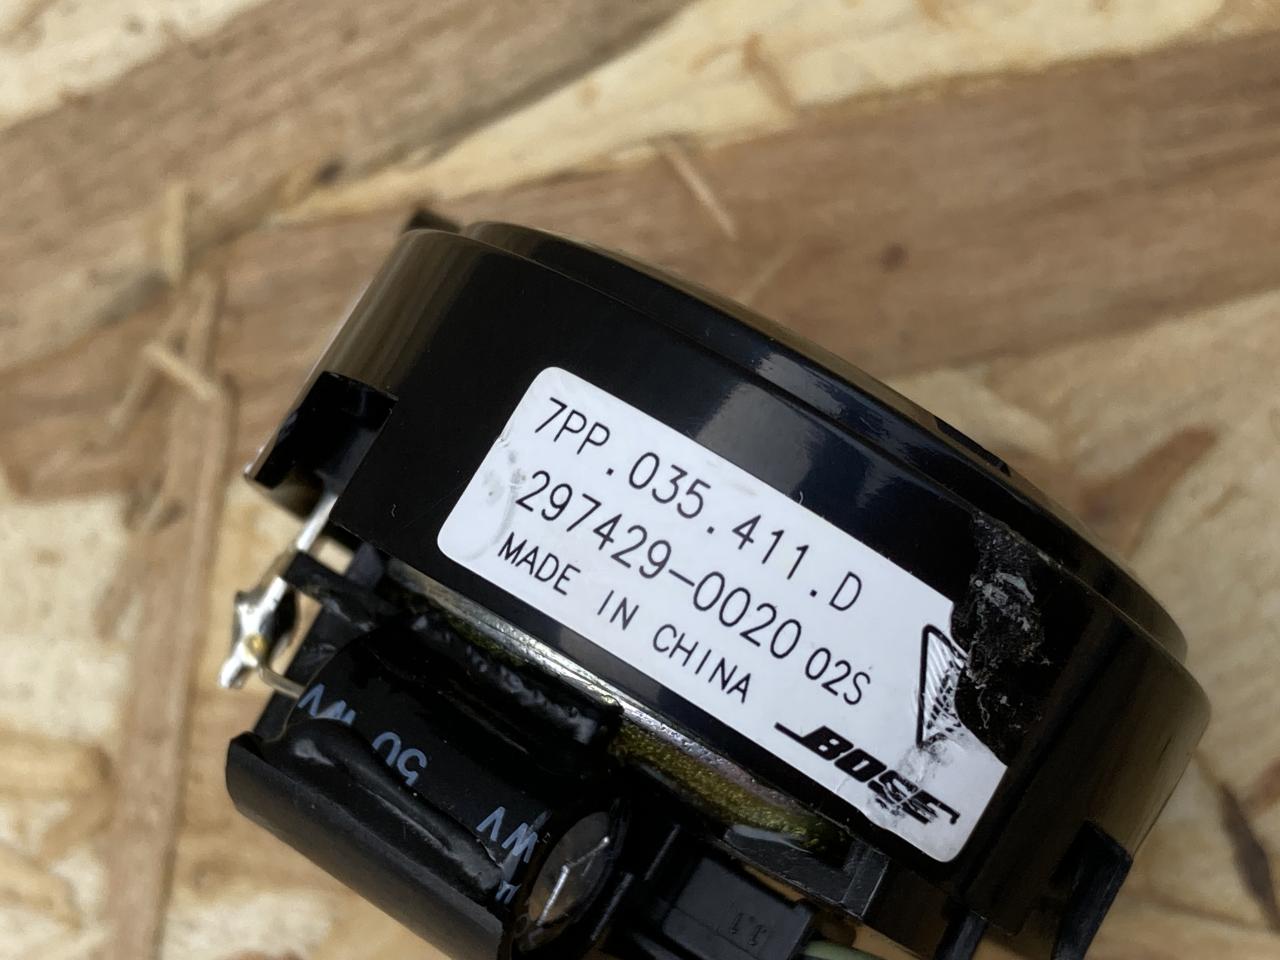 7PP.035.411.D
297429-0020 02S
MADE IN CHINA
BOSE
50
WV